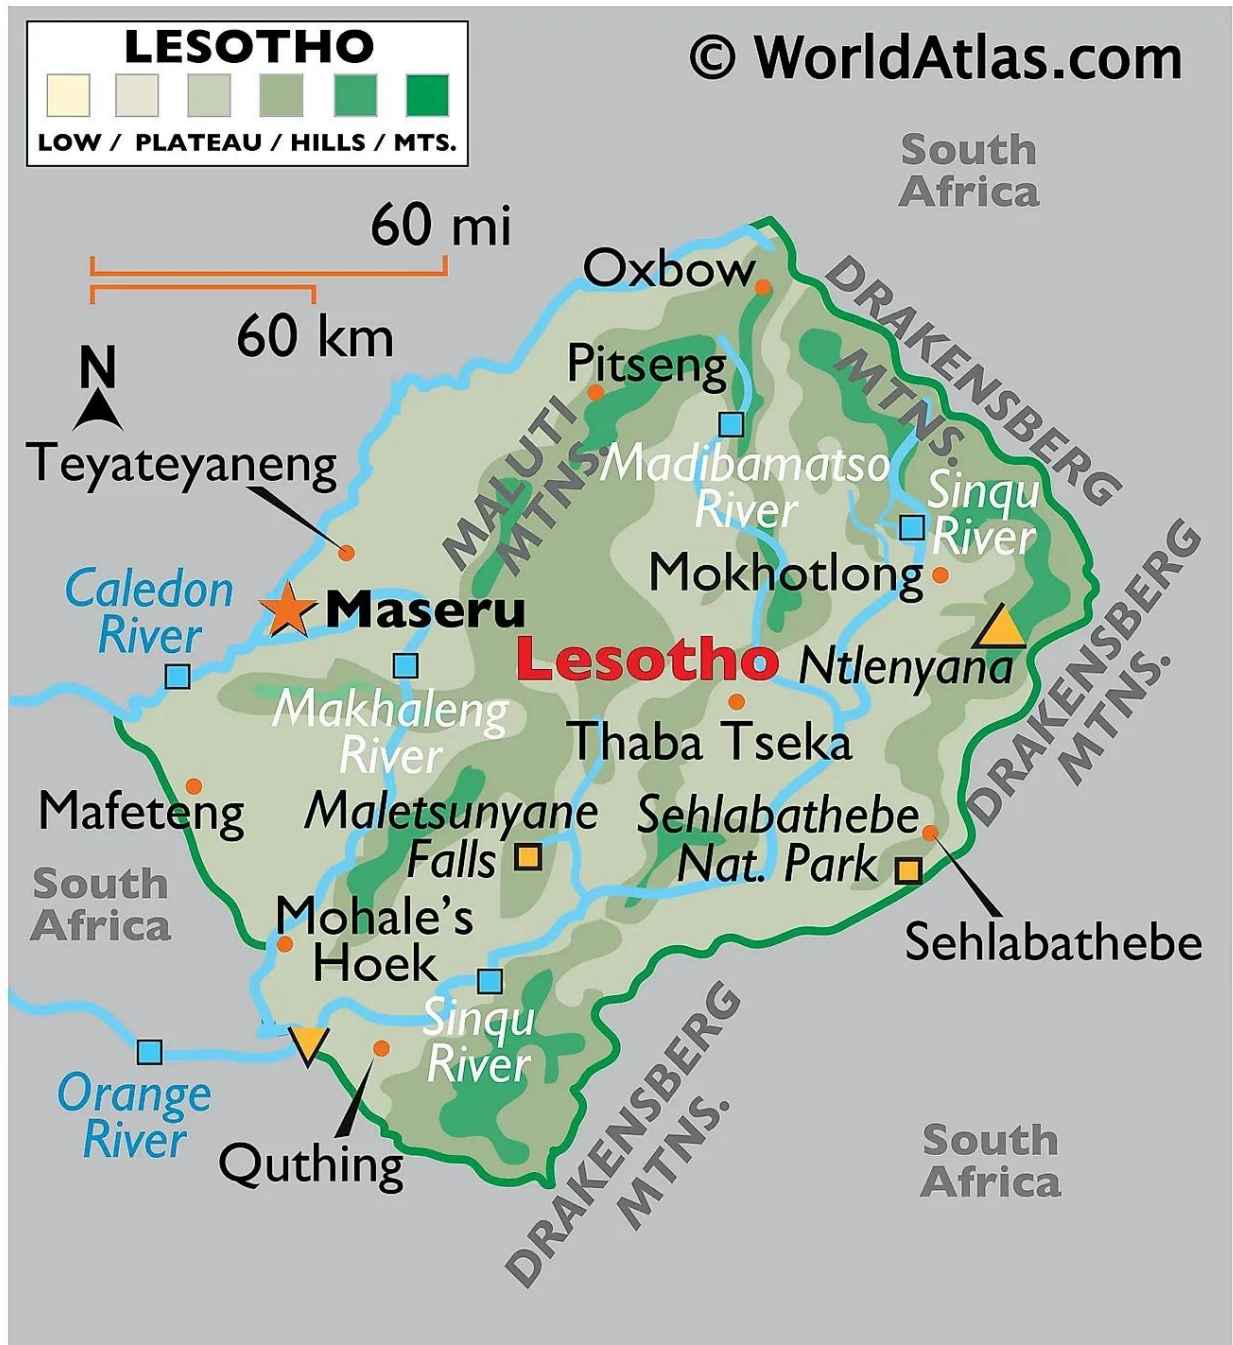 LESOTHO
LOW / PLATEAU / HILLS / MTS.
© WorldAtlas.com
South
Africa
60 mi
60 km
N
Oxbow
DRAKENSBERG
MTNS.
Pitseng
MALUTI
MTNS.
Teyateyaneng
Madibamatso
River
Sinqu
River
Mokhotlong
Caledon
River
Maseru
Lesotho
Ntlenyana
DRAKENSBERG
MTNS.
Makhaleng
River
Thaba Tseka
Mafeteng
Maletsunyane
Falls
Sehlabathebe
Nat. Park
South
Africa
Mohale's
Hoek
Sehlabathebe
Sinqu
River
DRAKENSBERG
MTNS.
Orange
River
Quthing
South
Africa